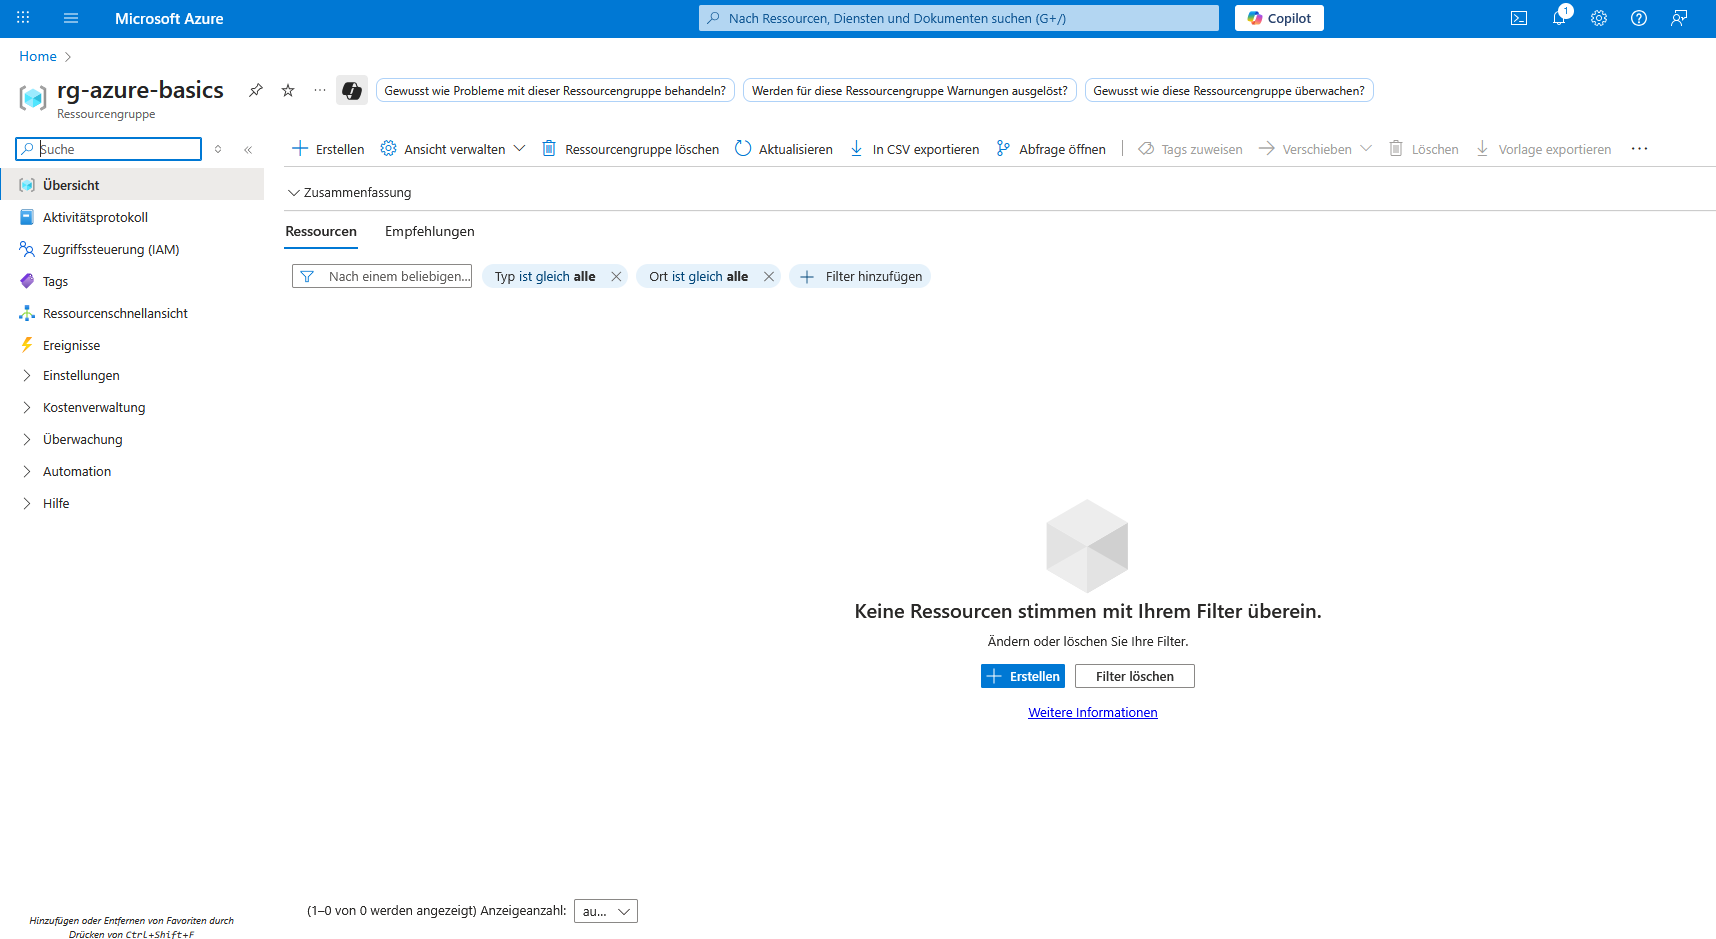 Microsoft Azure
Nach Ressourcen, Diensten und Dokumenten suchen (G+/)
Copilot
1
Home
rg-azure-basics
Ressourcengruppe
Gewusst wie Probleme mit dieser Ressourcengruppe behandeln?
Werden für diese Ressourcengruppe Warnungen ausgelöst?
Gewusst wie diese Ressourcengruppe überwachen?
Suche
Übersicht
Aktivitätsprotokoll
Zugriffssteuerung (IAM)
Tags
Ressourcenschnellansicht
Ereignisse
Einstellungen
Kostenverwaltung
Überwachung
Automation
Hilfe
Hinzufügen oder Entfernen von Favoriten durch
Drücken von Ctrl+Shift+F
Erstellen
Ansicht verwalten
Ressourcengruppe löschen
Aktualisieren
In CSV exportieren
Abfrage öffnen
Tags zuweisen
Verschieben
Löschen
Vorlage exportieren
Zusammenfassung
Ressourcen
Empfehlungen
Nach einem beliebigen...
Typ ist gleich alle
Ort ist gleich alle
Filter hinzufügen
Keine Ressourcen stimmen mit Ihrem Filter überein.
Ändern oder löschen Sie Ihre Filter.
Erstellen
Filter löschen
Weitere Informationen
(1–0 von 0 werden angezeigt) Anzeigeanzahl:
au...